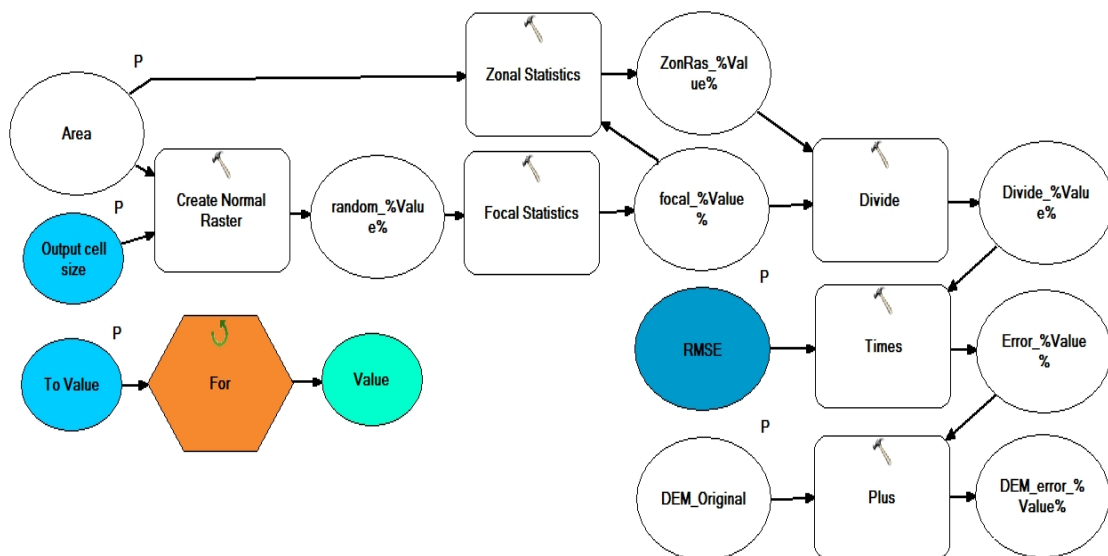 P
Area
Zonal Statistics
ZonRas_%Val
ue%
P
Output cell
size
Create Normal
Raster
random_%Valu
e%
Focal Statistics
focal_%Value
%
Divide
Divide_%Valu
e%
P
RMSE
Times
Error_%Value
%
P
To Value
For
Value
P
DEM_Original
Plus
DEM_error_%
Value%